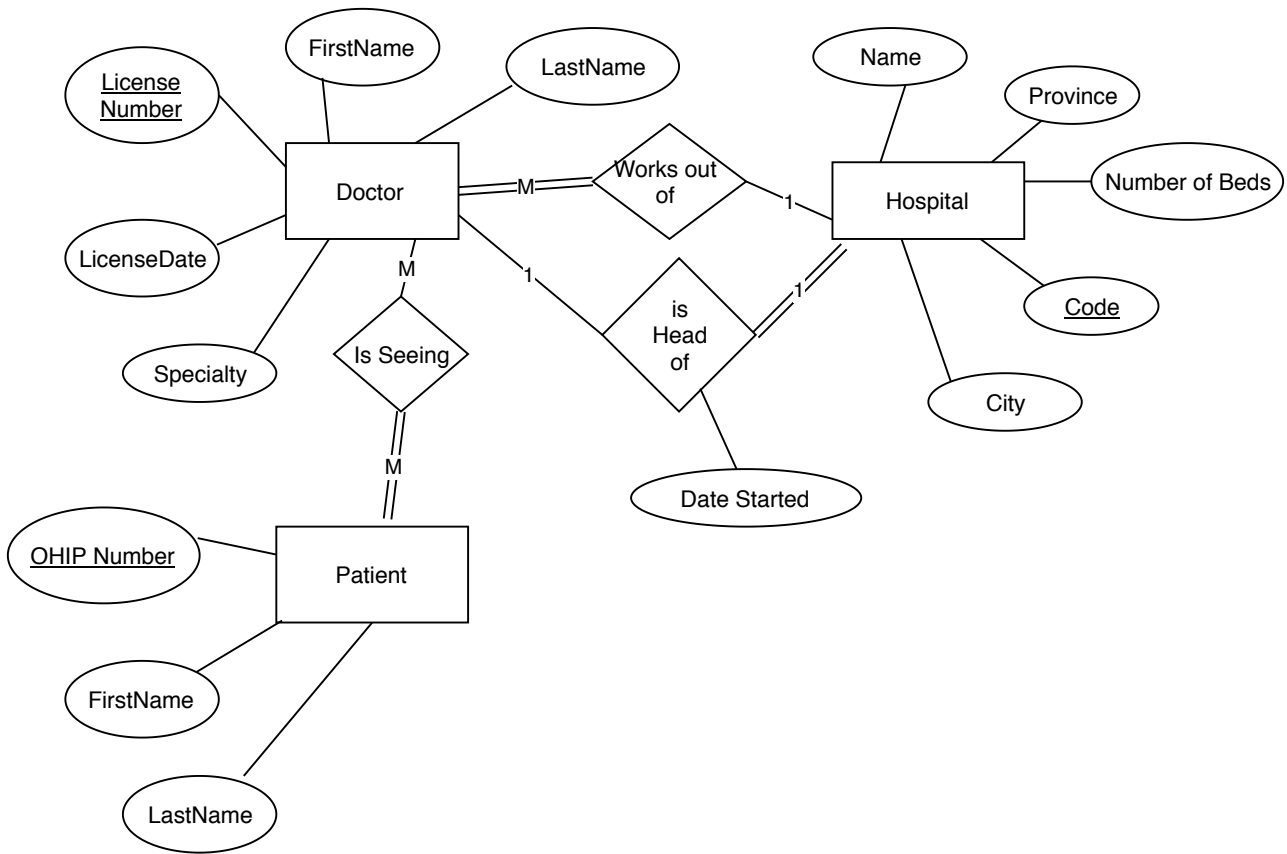 FirstName
LastName
Name
License
Number
Province
Works out
of
Doctor
M
1
Hospital
Number of Beds
LicenseDate
M
1
1
is
Head
of
Code
Is Seeing
Specialty
City
M
Date Started
OHIP Number
Patient
FirstName
LastName